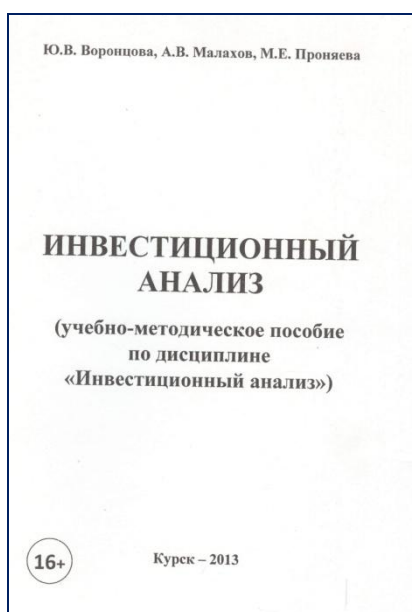 Ю.В. Воронцова, А.В. Малахов, М.Е. Проняева
ИНВЕСТИЦИОННЫЙ
АНАЛИЗ
(учебно-методическое пособие
по дисциплине
«Инвестиционный анализ»)
16+
Курск – 2013